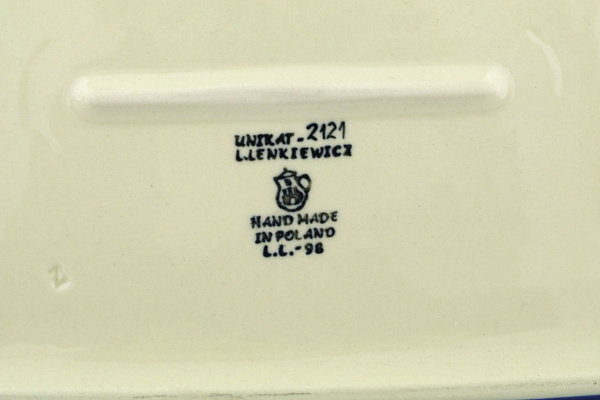 UNIKAT-2121
L.LENKIEWICZ
HAND MADE
IN POLAND
L.L.-98